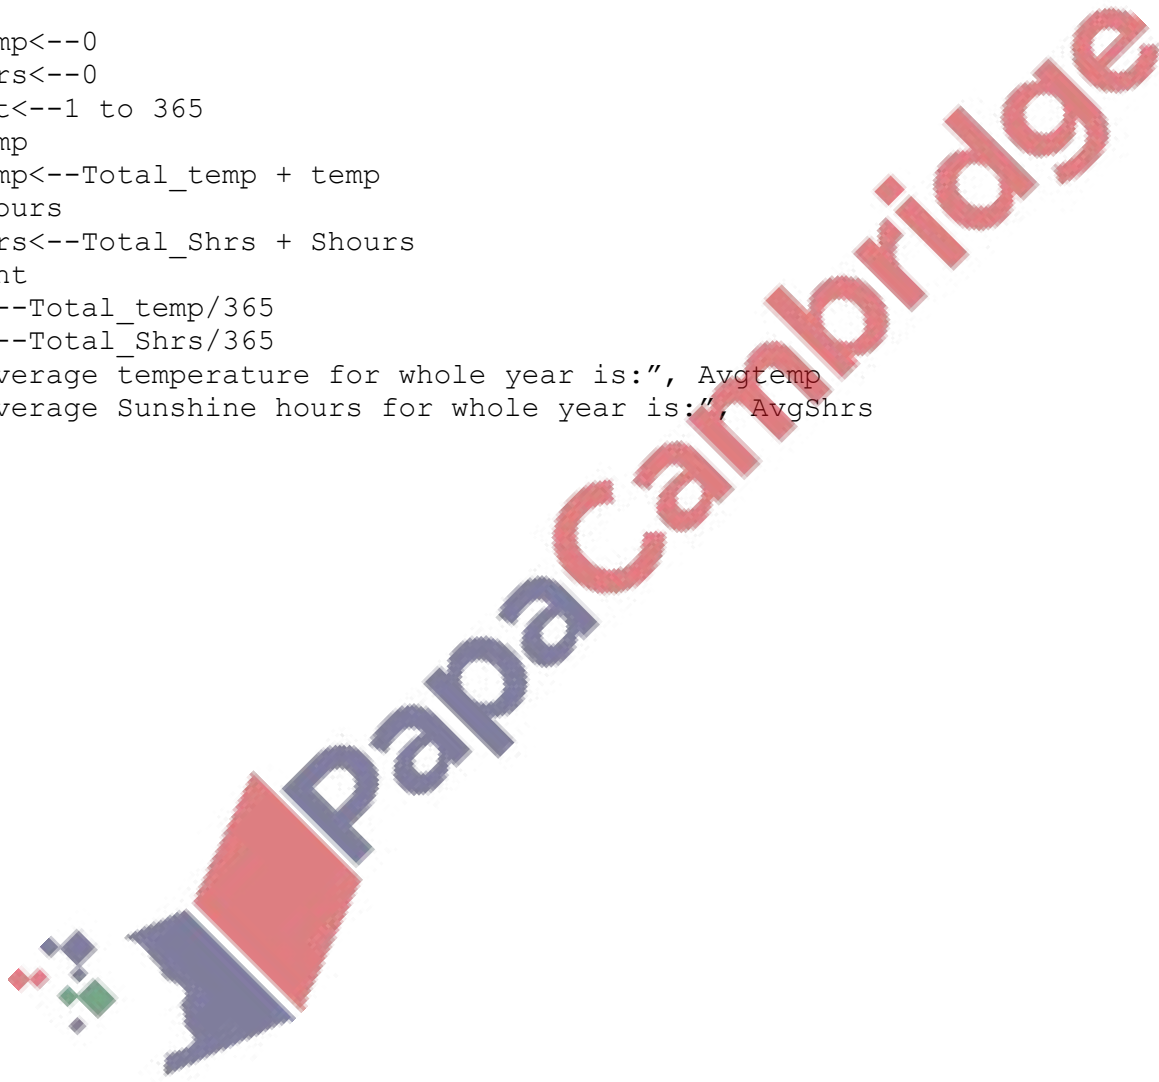 mp<--0
rs<--0
t<--1 to 365
mp
mp<--Total_temp + temp
ours
rs<--Total_Shrs + Shours
nt
--Total_temp/365
--Total_Shrs/365
verage temperature for whole year is:”, Avgtemp
verage Sunshine hours for whole year is:”, AvgShrs
PapaCambridge